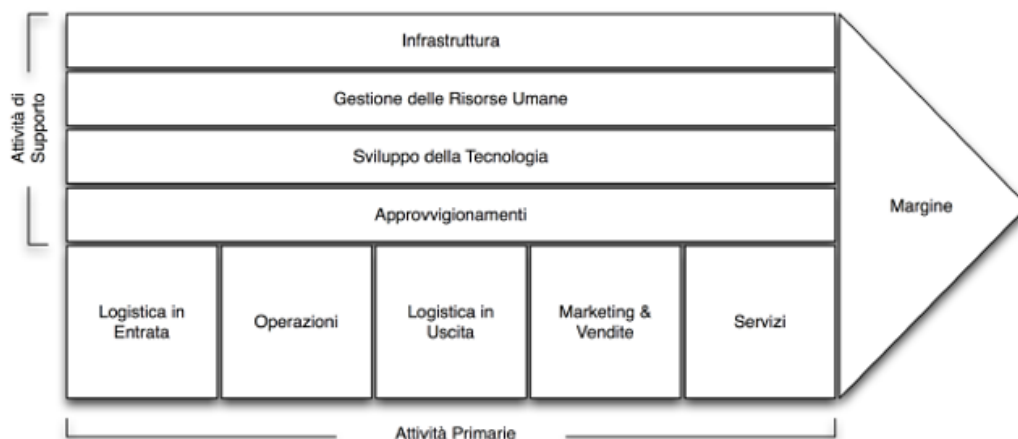 Attività di
Supporto
Infrastruttura
Gestione delle Risorse Umane
Sviluppo della Tecnologia
Approvvigionamenti
Margine
Logistica in
Entrata
Operazioni
Logistica in
Uscita
Marketing &
Vendite
Servizi
Attività Primarie